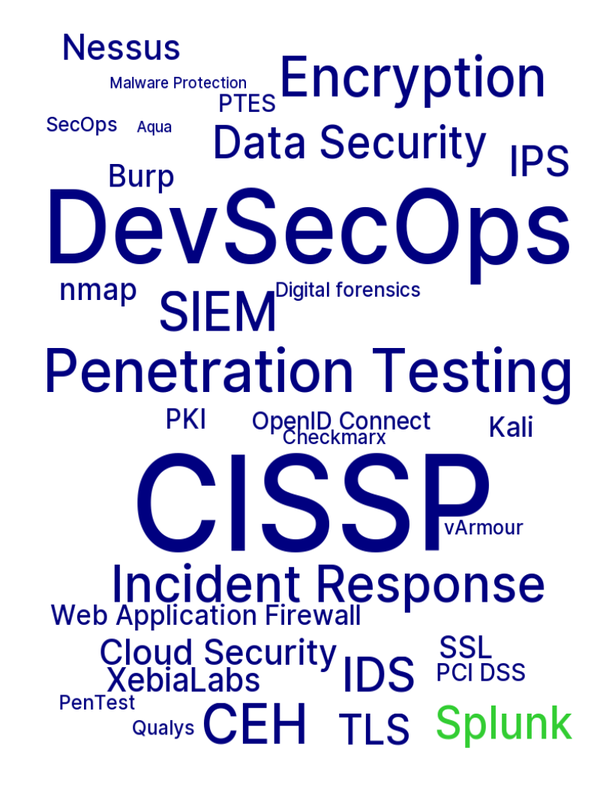 Nessus
Encryption
Malware Protection
PTES
SecOps
Aqua
Data Security
IPS
Burp
DevSecOps
nmap
SIEM
Digital forensics
Penetration Testing
PKI
OpenID Connect
Kali
Checkmarx
CISSP
vArmour
Incident Response
Web Application Firewall
Cloud Security
SSL
IDS
PCI DSS
XebiaLabs
PenTest
Qualys
CEH
TLS
Splunk